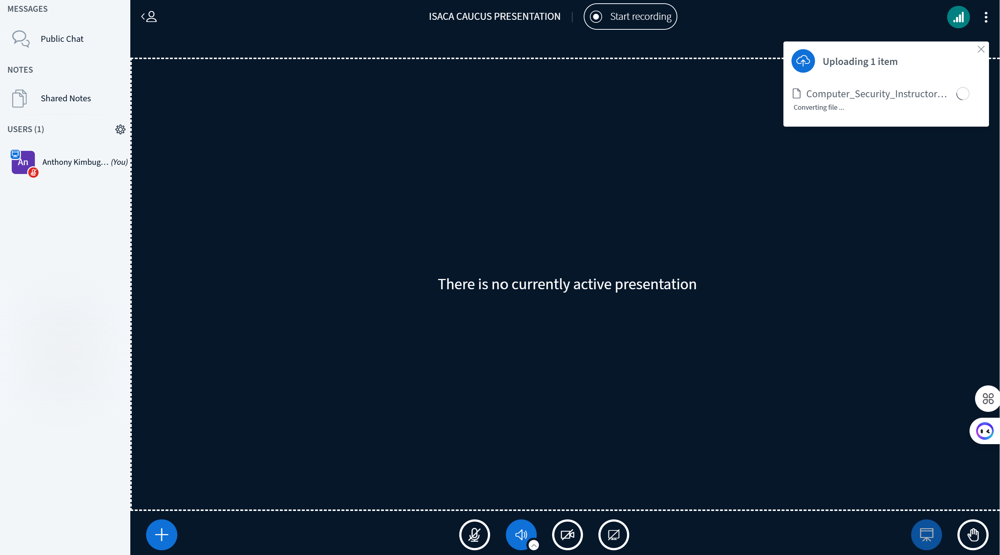 MESSAGES
Public Chat
NOTES
Shared Notes
USERS (1)
An
Anthony Kimbug… (You)
ISACA CAUCUS PRESENTATION
Start recording
Uploading 1 item
Computer_Security_Instructor…
Converting file ...
There is no currently active presentation